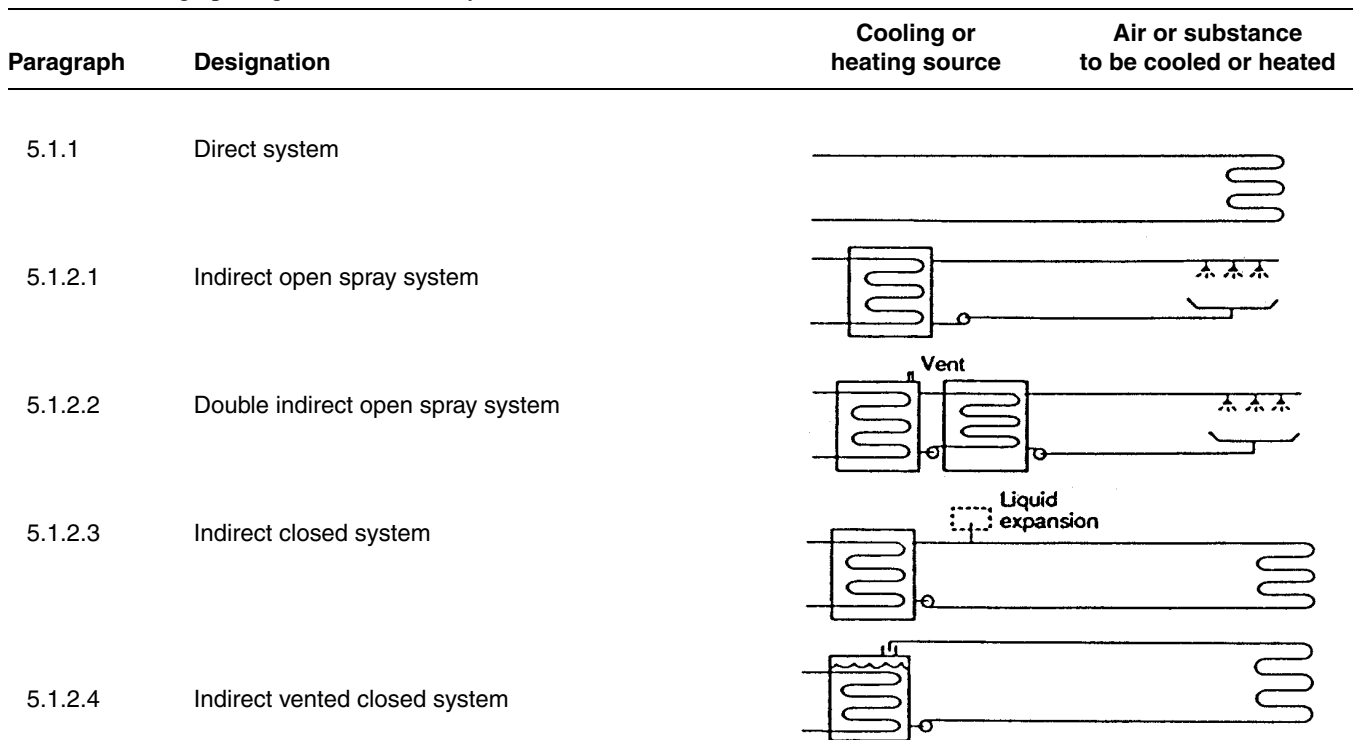 Paragraph Designation Cooling or heating source Air or substance to be cooled or heated
5.1.1 Direct system
5.1.2.1 Indirect open spray system
Vent
5.1.2.2 Double indirect open spray system
Liquid expansion
5.1.2.3 Indirect closed system
5.1.2.4 Indirect vented closed system